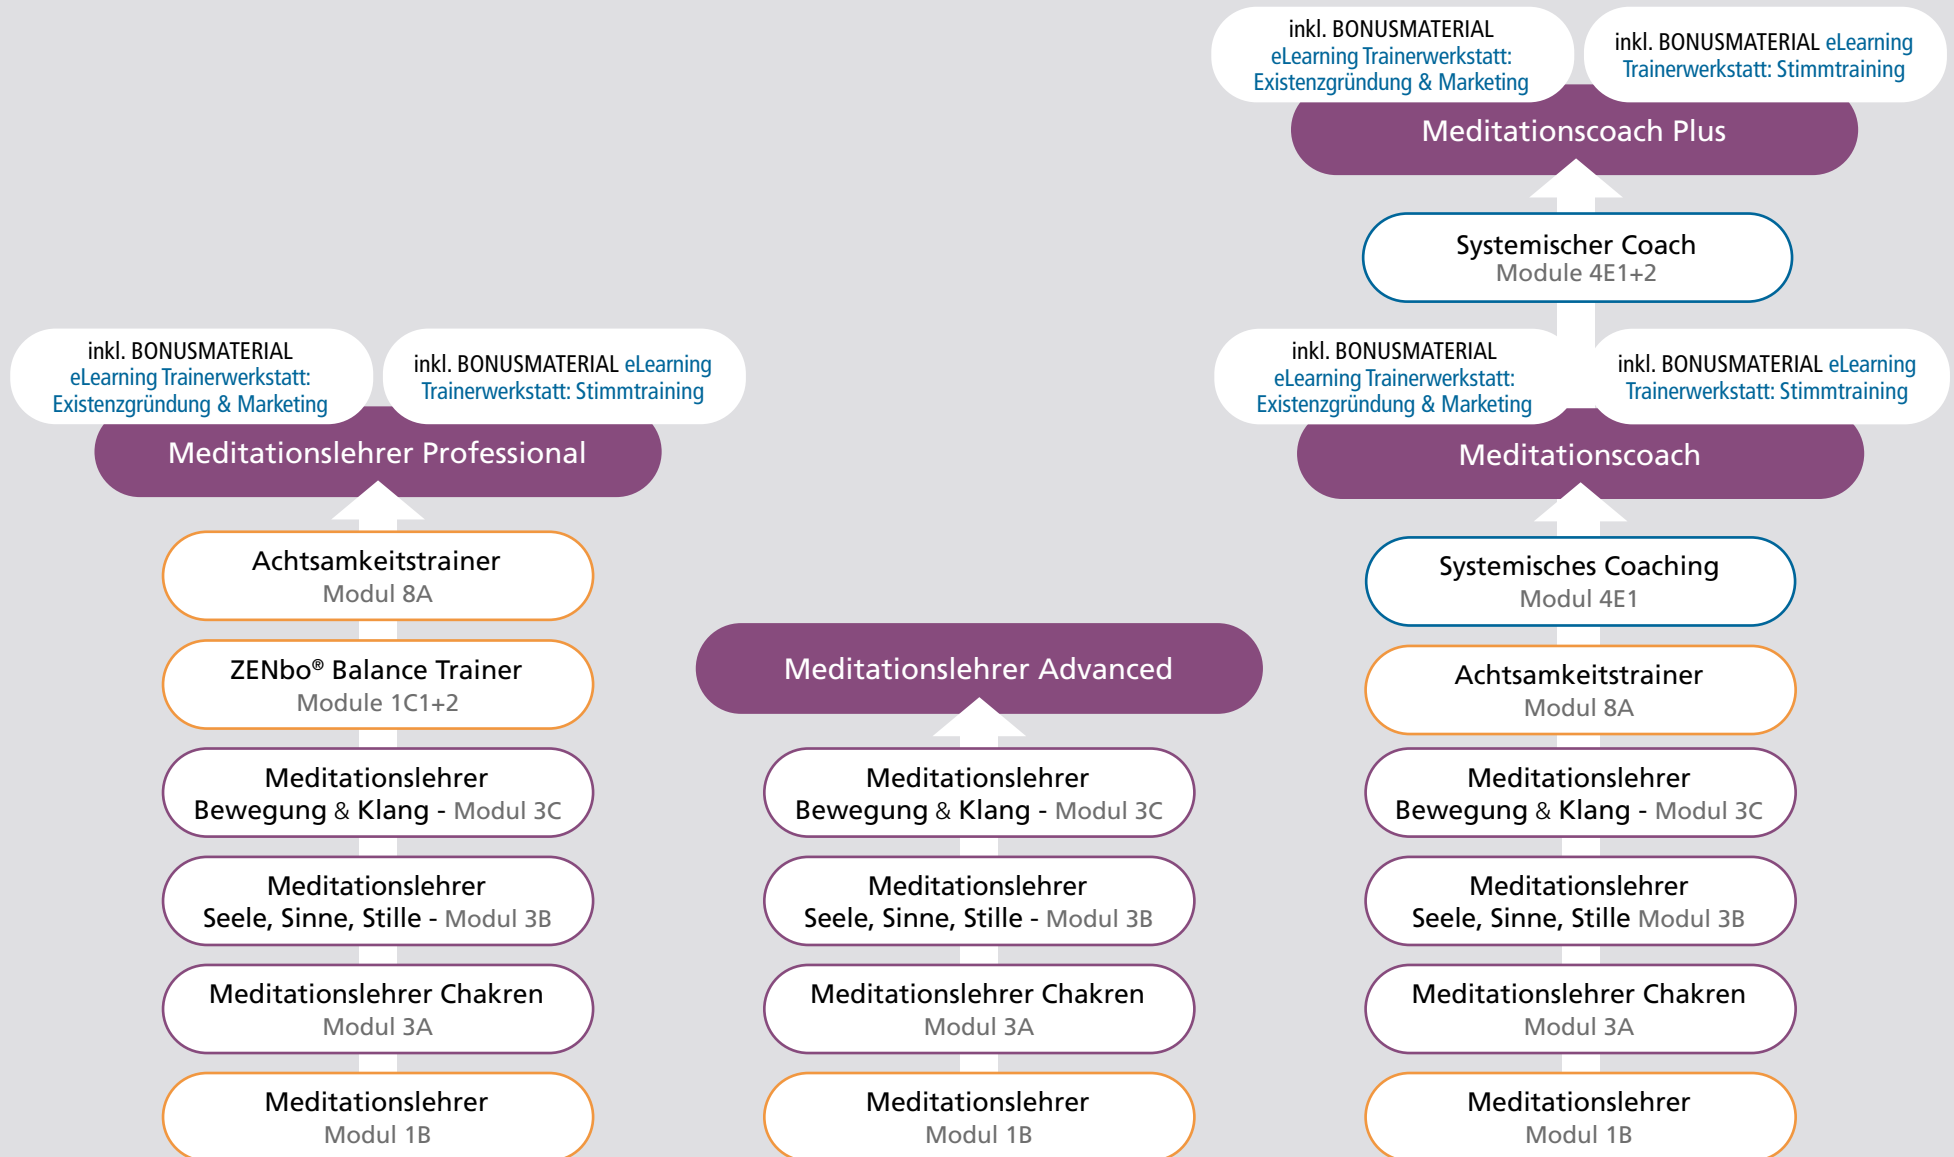 inkl. BONUSMATERIAL
eLearning Trainerwerkstatt:
Existenzgründung & Marketing
inkl. BONUSMATERIAL eLearning
Trainerwerkstatt: Stimmtraining
Meditationscoach Plus
Systemischer Coach
Module 4E1+2
inkl. BONUSMATERIAL
eLearning Trainerwerkstatt:
Existenzgründung & Marketing
inkl. BONUSMATERIAL eLearning
Trainerwerkstatt: Stimmtraining
Meditationslehrer Professional
Achtsamkeitstrainer
Modul 8A
ZENbo® Balance Trainer
Module 1C1+2
Meditationslehrer
Bewegung & Klang - Modul 3C
Meditationslehrer
Seele, Sinne, Stille - Modul 3B
Meditationslehrer Chakren
Modul 3A
Meditationslehrer
Modul 1B
Meditationslehrer Advanced
Meditationslehrer
Bewegung & Klang - Modul 3C
Meditationslehrer
Seele, Sinne, Stille - Modul 3B
Meditationslehrer Chakren
Modul 3A
Meditationslehrer
Modul 1B
inkl. BONUSMATERIAL
eLearning Trainerwerkstatt:
Existenzgründung & Marketing
inkl. BONUSMATERIAL eLearning
Trainerwerkstatt: Stimmtraining
Meditationscoach
Systemisches Coaching
Modul 4E1
Achtsamkeitstrainer
Modul 8A
Meditationslehrer
Bewegung & Klang - Modul 3C
Meditationslehrer
Seele, Sinne, Stille Modul 3B
Meditationslehrer Chakren
Modul 3A
Meditationslehrer
Modul 1B